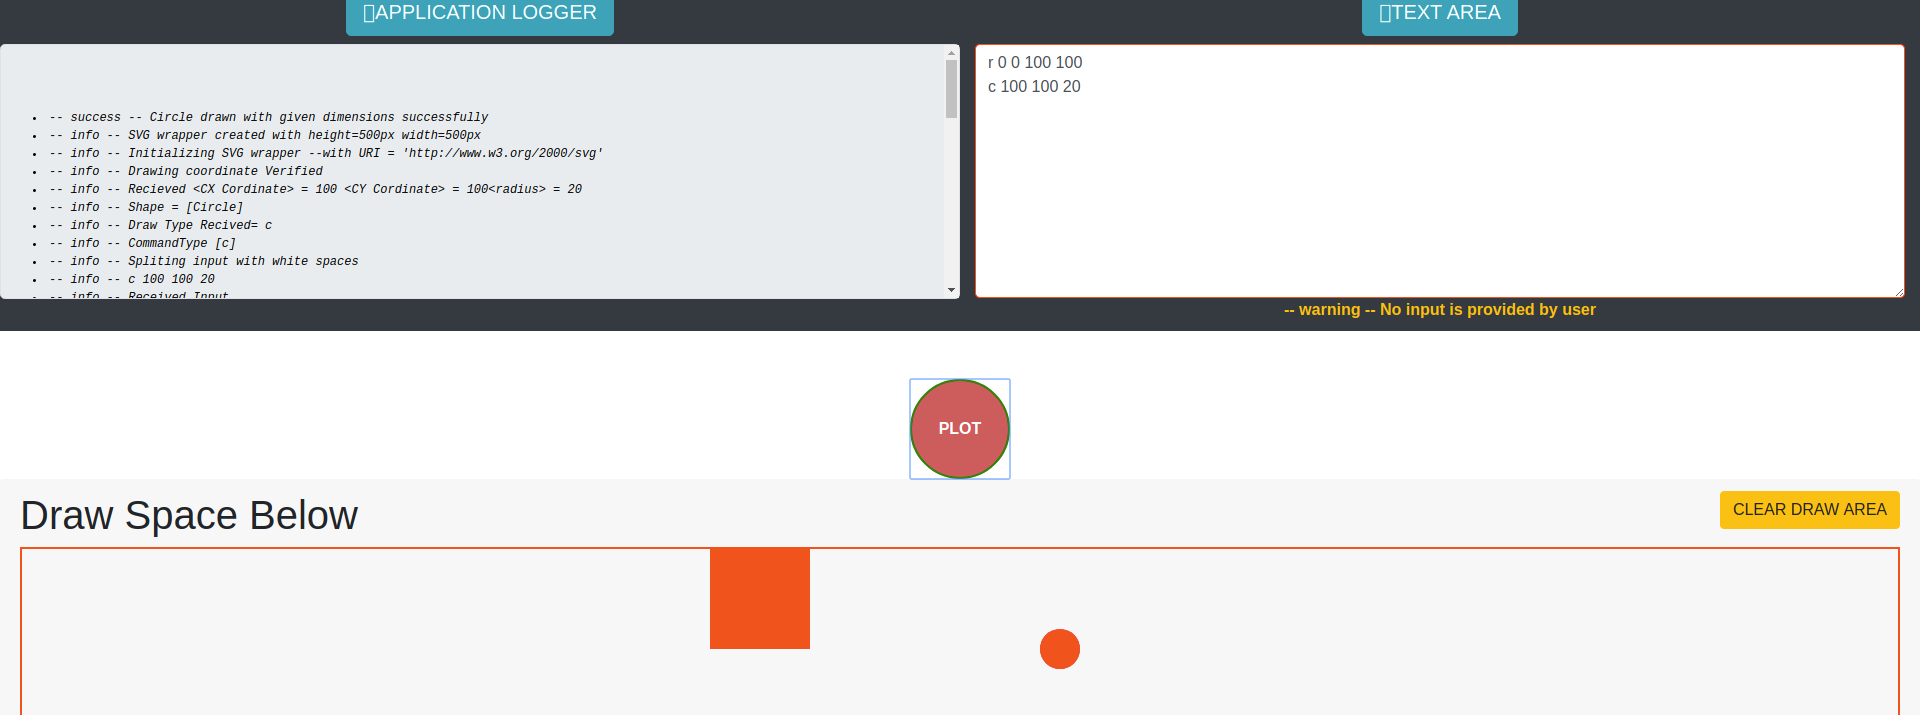 APPLICATION LOGGER
TEXT AREA
-- success -- Circle drawn with given dimensions successfully
-- info -- SVG wrapper created with height=500px width=500px
-- info -- Initializing SVG wrapper --with URI = 'http://www.w3.org/2000/svg'
-- info -- Drawing coordinate Verified
-- info -- Recieved <CX Cordinate> = 100 <CY Cordinate> = 100<radius> = 20
-- info -- Shape = [Circle]
-- info -- Draw Type Recived= c
-- info -- CommandType [c]
-- info -- Spliting input with white spaces
-- info -- c 100 100 20
-- info -- Received Input
r 0 0 100 100
c 100 100 20
-- warning -- No input is provided by user
PLOT
Draw Space Below
CLEAR DRAW AREA